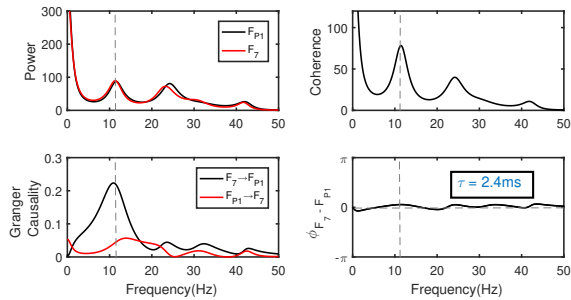 300
200
100
0
Power
F_P1
F_7
0 10 20 30 40 50
100
50
0
Coherence
0 10 20 30 40 50
0.3
0.2
0.1
0
Granger
Causality
F_7→F_P1
F_P1→F_7
0 10 20 30 40 50
Frequency(Hz)
π
0
-π
ϕ_F_7 - F_P1
τ = 2.4ms
0 10 20 30 40 50
Frequency(Hz)